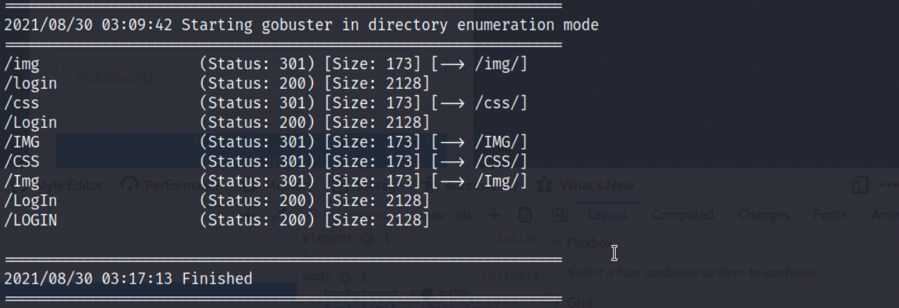 ==============================================================
2021/08/30 03:09:42 Starting gobuster in directory enumeration mode
==============================================================
/img (Status: 301) [Size: 173] [--> /img/]
/login (Status: 200) [Size: 2128]
/css (Status: 301) [Size: 173] [--> /css/]
/Login (Status: 200) [Size: 2128]
/IMG (Status: 301) [Size: 173] [--> /IMG/]
/CSS (Status: 301) [Size: 173] [--> /CSS/]
/Img (Status: 301) [Size: 173] [--> /Img/]
/LogIn (Status: 200) [Size: 2128]
/LOGIN (Status: 200) [Size: 2128]
==============================================================
2021/08/30 03:17:13 Finished
==============================================================
Password
Style Editor
What's New
.cls
Layout Computed Changes Fonts
element {
inline
Flexbox
Select a Flex container or item to continue.
body {
inline:4
Grid